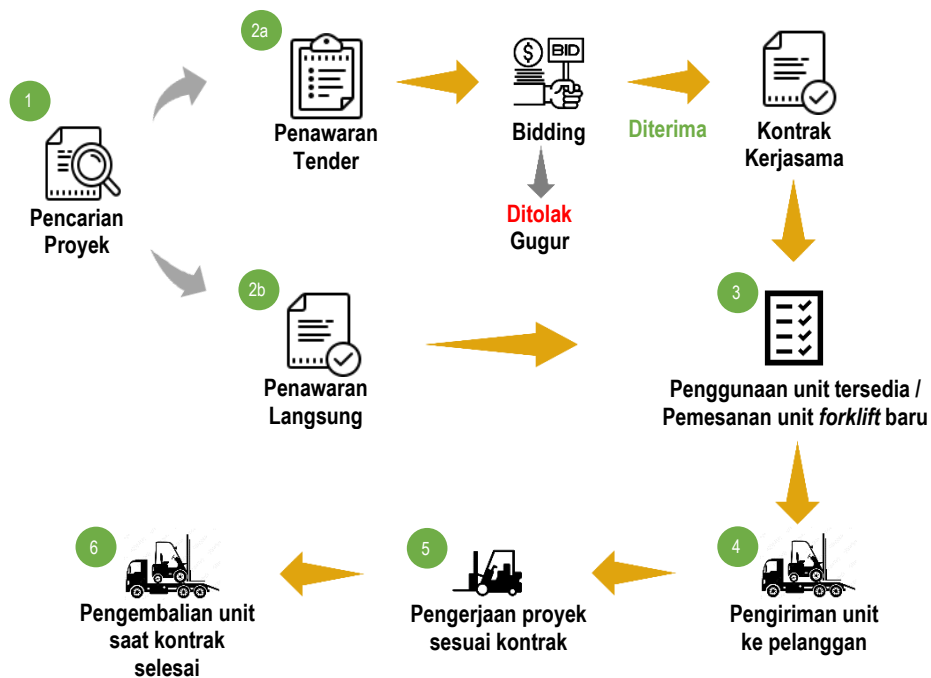 1
Pencarian
Proyek
2a
Penawaran
Tender
$
BID
Bidding
Ditolak
Gugur
Diterima
Kontrak
Kerjasama
2b
Penawaran
Langsung
3
Penggunaan unit tersedia /
Pemesanan unit forklift baru
4
Pengiriman unit
ke pelanggan
5
Pengerjaan proyek
sesuai kontrak
6
Pengembalian unit
saat kontrak
selesai